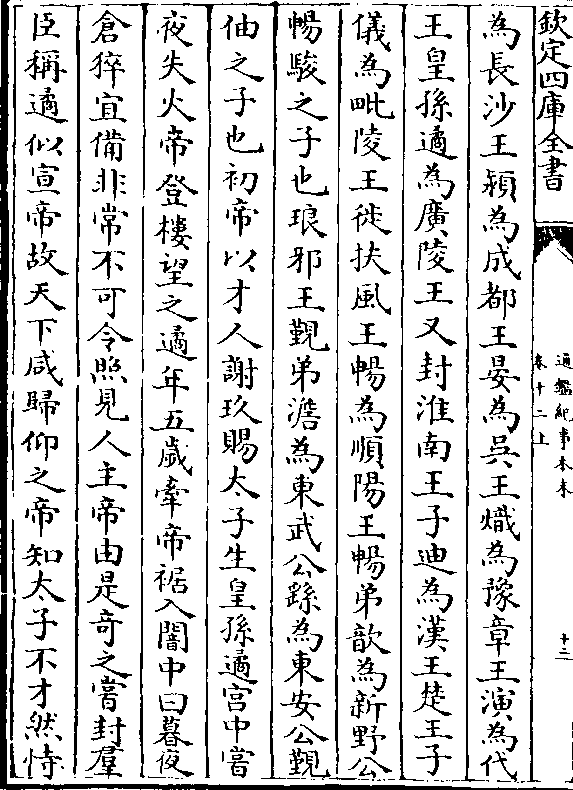 欽定四庫全書
通鑑紀事本末
卷十二上
十三
為長沙王穎為成都王晏為吳王熾為豫章王演為代
王皇孫遹為廣陵王又封淮南王子迪為漢王楚王子
儀為毗陵王徙扶風王暢為順陽王暢弟歆為新野公
暢駿之子也琅邪王覲弟澹為東武公繇為東安公覲
伷之子也初帝以才人謝玖賜太子生皇孫遹宮中嘗
夜失火帝登樓望之遹年五歲牽帝裾入闇中曰暮夜
倉猝宜備非常不可令照見人主帝由是奇之嘗封羣
臣稱遹似宣帝故天下咸歸仰之帝知太子不才然恃